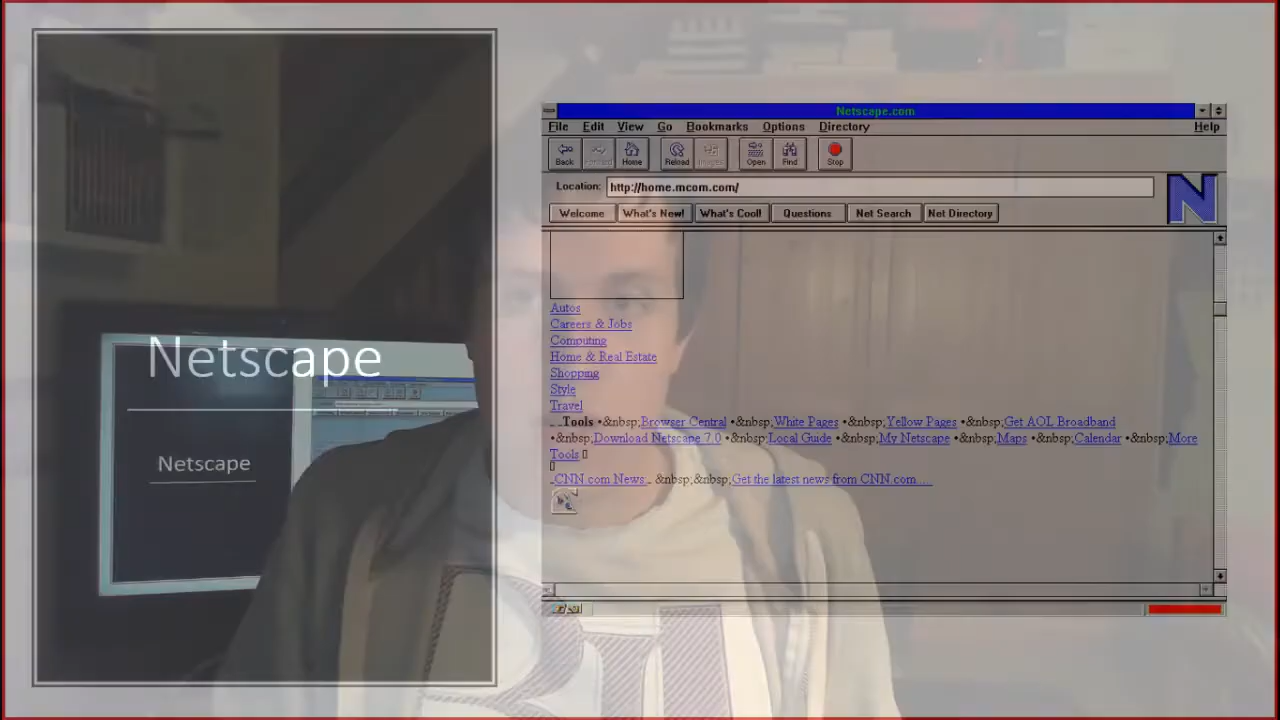 Netscape
Netscape
Netscape.com
File Edit View Go Bookmarks Options Directory Help
Back Forward Home Reload Images Open Find Stop
Location: http://home.mcom.com/
N
Welcome What's New! What's Cool! Questions Net Search Net Directory
Autos
Careers & Jobs
Computing
Home & Real Estate
Shopping
Style
Travel
Tools •&nbsp;Browser Central •&nbsp;White Pages •&nbsp;Yellow Pages •&nbsp;Get AOL Broadband
•&nbsp;Download Netscape 7.0 •&nbsp;Local Guide •&nbsp;My Netscape •&nbsp;Maps •&nbsp;Calendar •&nbsp;More
Tools
CNN.com News: &nbsp;&nbsp;Get the latest news from CNN.com....